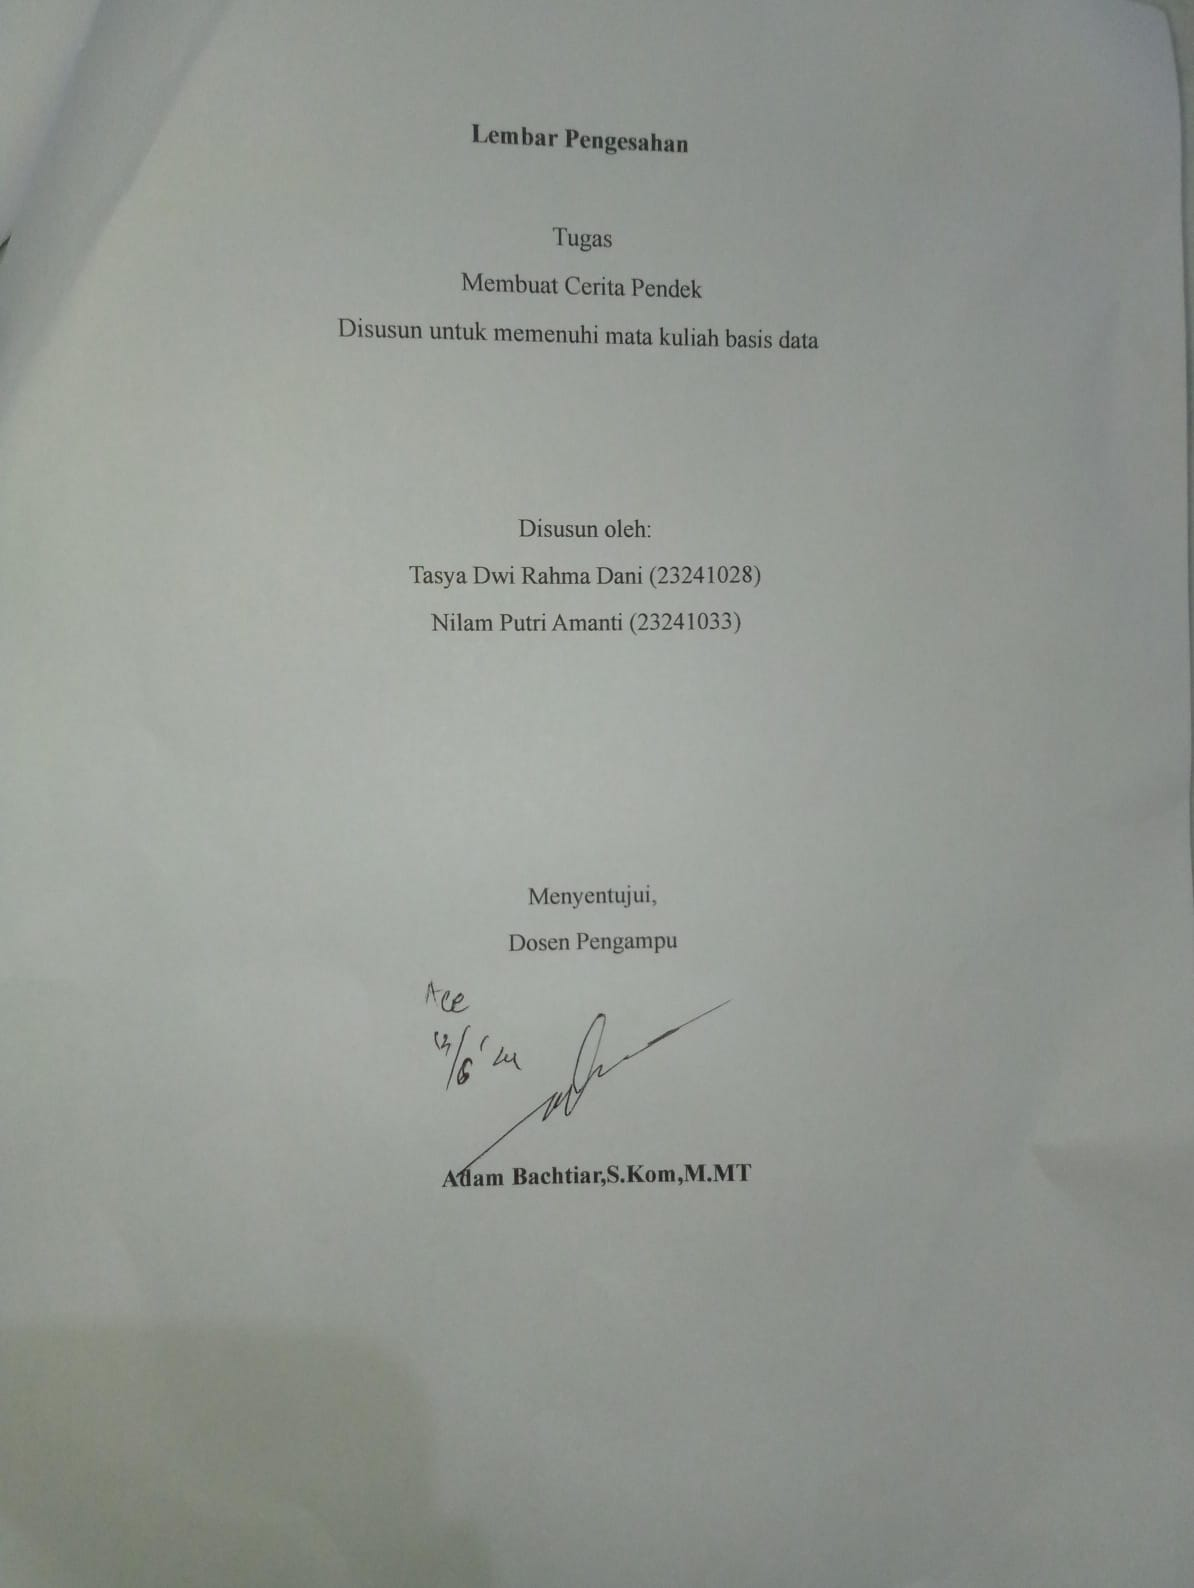 Lembar Pengesahan
Tugas
Membuat Cerita Pendek
Disusun untuk memenuhi mata kuliah basis data
Disusun oleh:
Tasya Dwi Rahma Dani (23241028)
Nilam Putri Amanti (23241033)
Menyentujui,
Dosen Pengampu
Adam Bachtiar,S.Kom,M.MT